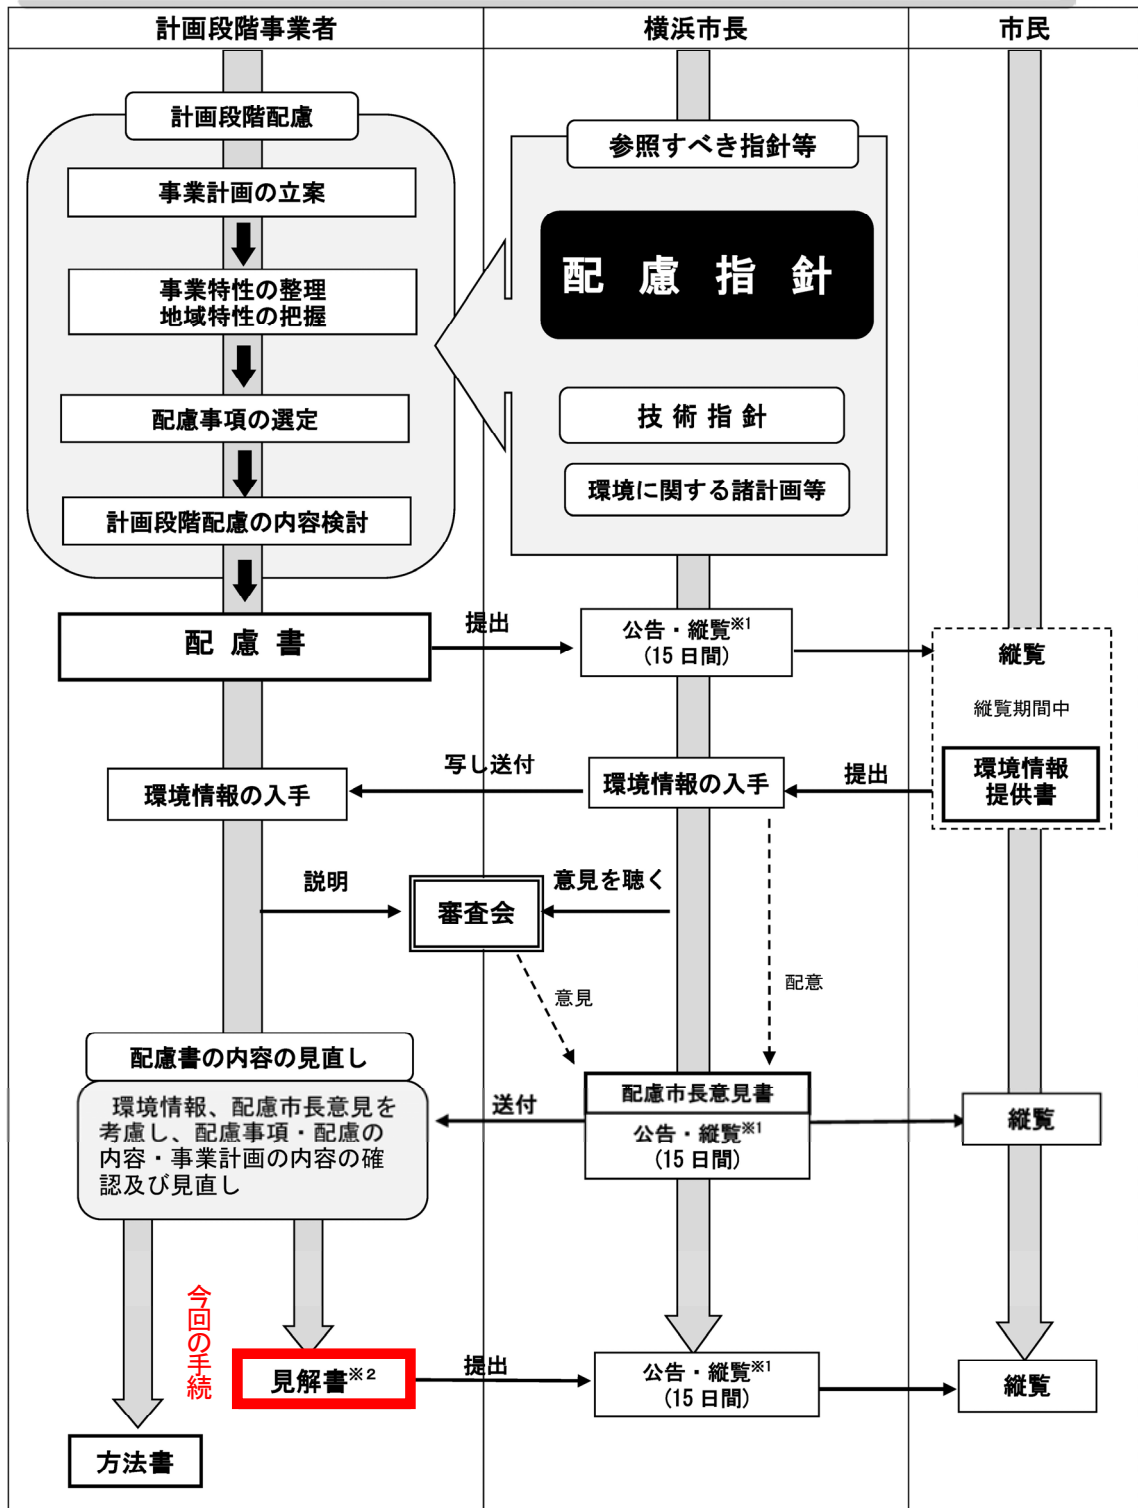 計画段階事業者
横浜市長
市民
計画段階配慮
参照すべき指針等
事業計画の立案
配慮指針
事業特性の整理
地域特性の把握
技術指針
配慮事項の選定
環境に関する諸計画等
計画段階配慮の内容検討
配慮書
提出
公告・縦覧※1
(15日間)
縦覧
縦覧期間中
環境情報
提供書
提出
環境情報の入手
写し送付
環境情報の入手
説明
審査会
意見を聴く
意見
配意
配慮書の内容の見直し
環境情報、配慮市長意見を
考慮し、配慮事項・配慮の
内容・事業計画の内容の確
認及び見直し
送付
配慮市長意見書
公告・縦覧※1
(15日間)
縦覧
今回の手続
見解書※2
提出
公告・縦覧※1
(15日間)
縦覧
方法書